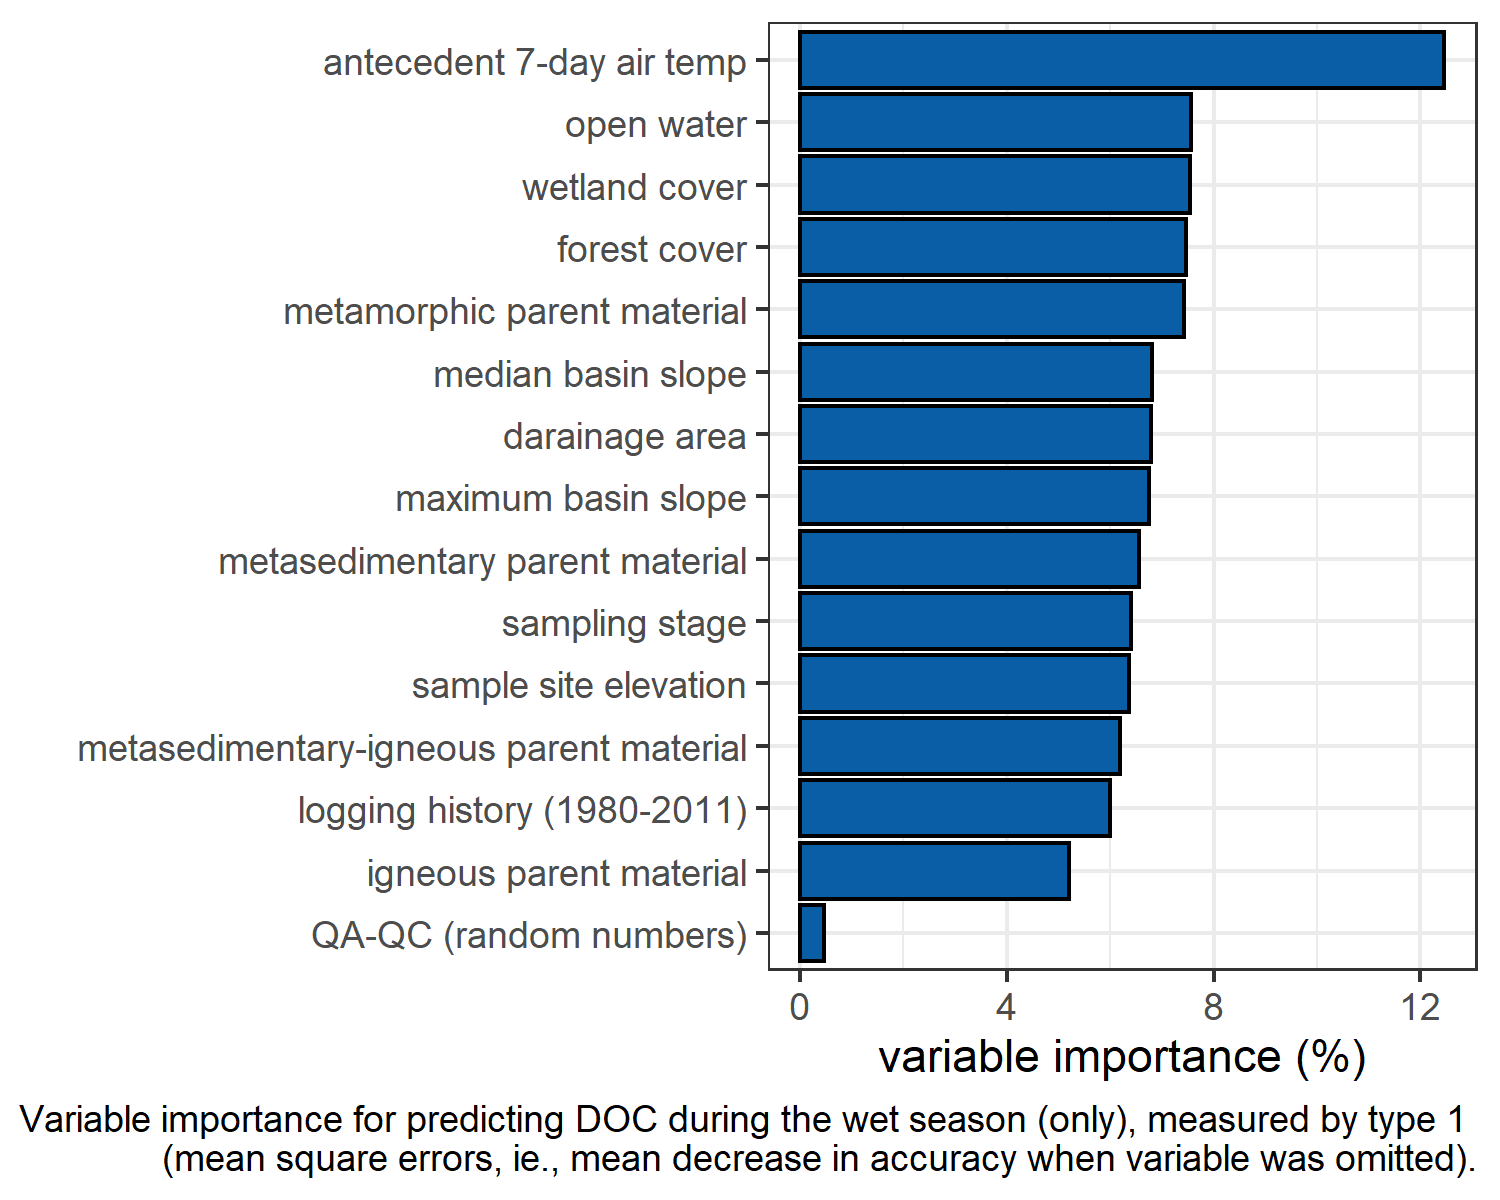 antecedent 7-day air temp
open water
wetland cover
forest cover
metamorphic parent material
median basin slope
darainage area
maximum basin slope
metasedimentary parent material
sampling stage
sample site elevation
metasedimentary-igneous parent material
logging history (1980-2011)
igneous parent material
QA-QC (random numbers)
0 4 8 12
variable importance (%)
Variable importance for predicting DOC during the wet season (only), measured by type 1
(mean square errors, ie., mean decrease in accuracy when variable was omitted).